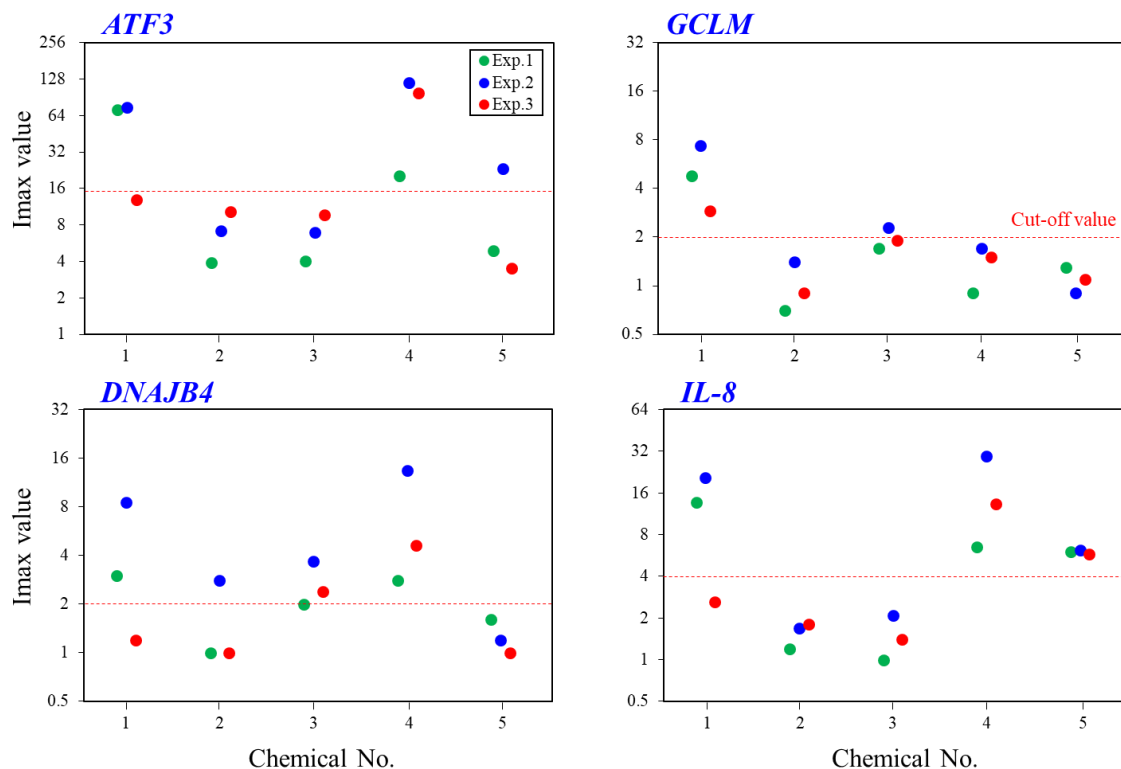 ATF3
GCLM
Imax value
256
128
64
32
16
8
4
2
1
Exp.1
Exp.2
Exp.3
1 2 3 4 5
32
16
8
4
2
1
0.5
Cut-off value
1 2 3 4 5
DNAJB4
IL-8
Imax value
32
16
8
4
2
1
0.5
1 2 3 4 5
Chemical No.
64
32
16
8
4
2
1
0.5
1 2 3 4 5
Chemical No.